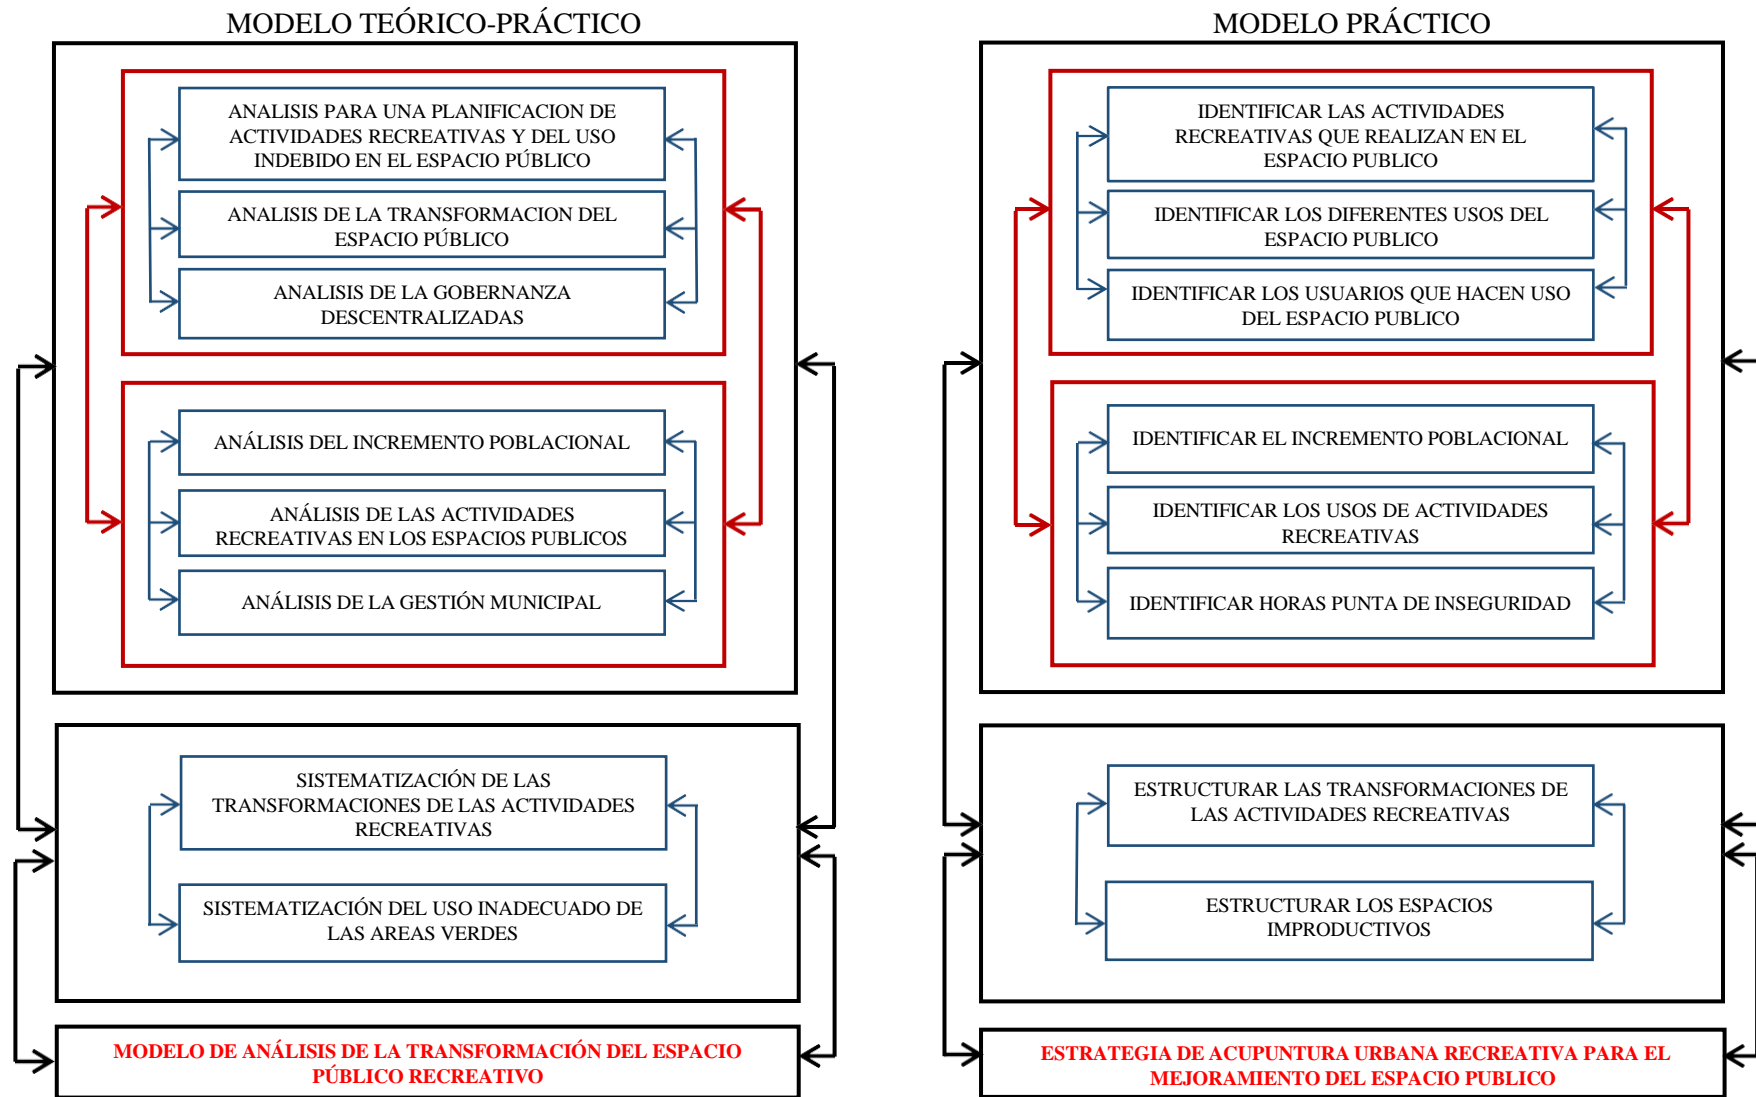 MODELO TEÓRICO-PRÁCTICO
ANALISIS PARA UNA PLANIFICACION DE
ACTIVIDADES RECREATIVAS Y DEL USO
INDEBIDO EN EL ESPACIO PÚBLICO
ANALISIS DE LA TRANSFORMACION DEL
ESPACIO PÚBLICO
ANALISIS DE LA GOBERNANZA
DESCENTRALIZADAS
ANÁLISIS DEL INCREMENTO POBLACIONAL
ANÁLISIS DE LAS ACTIVIDADES
RECREATIVAS EN LOS ESPACIOS PUBLICOS
ANÁLISIS DE LA GESTIÓN MUNICIPAL
SISTEMATIZACIÓN DE LAS
TRANSFORMACIONES DE LAS ACTIVIDADES
RECREATIVAS
SISTEMATIZACIÓN DEL USO INADECUADO DE
LAS AREAS VERDES
MODELO DE ANÁLISIS DE LA TRANSFORMACIÓN DEL ESPACIO
PÚBLICO RECREATIVO
MODELO PRÁCTICO
IDENTIFICAR LAS ACTIVIDADES
RECREATIVAS QUE REALIZAN EN EL
ESPACIO PUBLICO
IDENTIFICAR LOS DIFERENTES USOS DEL
ESPACIO PUBLICO
IDENTIFICAR LOS USUARIOS QUE HACEN USO
DEL ESPACIO PUBLICO
IDENTIFICAR EL INCREMENTO POBLACIONAL
IDENTIFICAR LOS USOS DE ACTIVIDADES
RECREATIVAS
IDENTIFICAR HORAS PUNTA DE INSEGURIDAD
ESTRUCTURAR LAS TRANSFORMACIONES DE
LAS ACTIVIDADES RECREATIVAS
ESTRUCTURAR LOS ESPACIOS
IMPRODUCTIVOS
ESTRATEGIA DE ACUPUNTURA URBANA RECREATIVA PARA EL
MEJORAMIENTO DEL ESPACIO PUBLICO